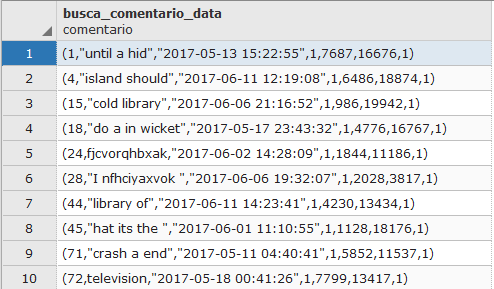 busca_comentario_data
comentario
1 (1,"until a hid","2017-05-13 15:22:55",1,7687,16676,1)
2 (4,"island should","2017-06-11 12:19:08",1,6486,18874,1)
3 (15,"cold library","2017-06-06 21:16:52",1,986,19942,1)
4 (18,"do a in wicket","2017-05-17 23:43:32",1,4776,16767,1)
5 (24,fjcvorqhbxak,"2017-06-02 14:28:09",1,1844,11186,1)
6 (28,"I nfhciyaxvok ","2017-06-06 19:32:07",1,2028,3817,1)
7 (44,"library of","2017-06-11 14:23:41",1,4230,13434,1)
8 (45,"hat its the ","2017-06-01 11:10:55",1,1128,18176,1)
9 (71,"crash a end","2017-05-11 04:40:41",1,5852,11537,1)
10 (72,television,"2017-05-18 00:41:26",1,7799,13417,1)